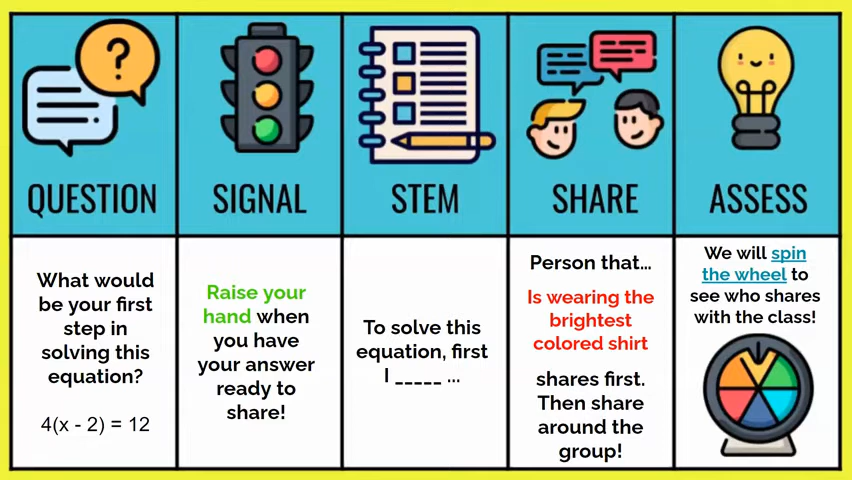 ?
QUESTION
SIGNAL
STEM
SHARE
ASSESS
What would
be your first
step in
solving this
equation?
4(x - 2) = 12
Raise your
hand when
you have
your answer
ready to
share!
To solve this
equation, first
I _____ ...
Person that...
Is wearing the
brightest
colored shirt
shares first.
Then share
around the
group!
We will spin
the wheel to
see who shares
with the class!